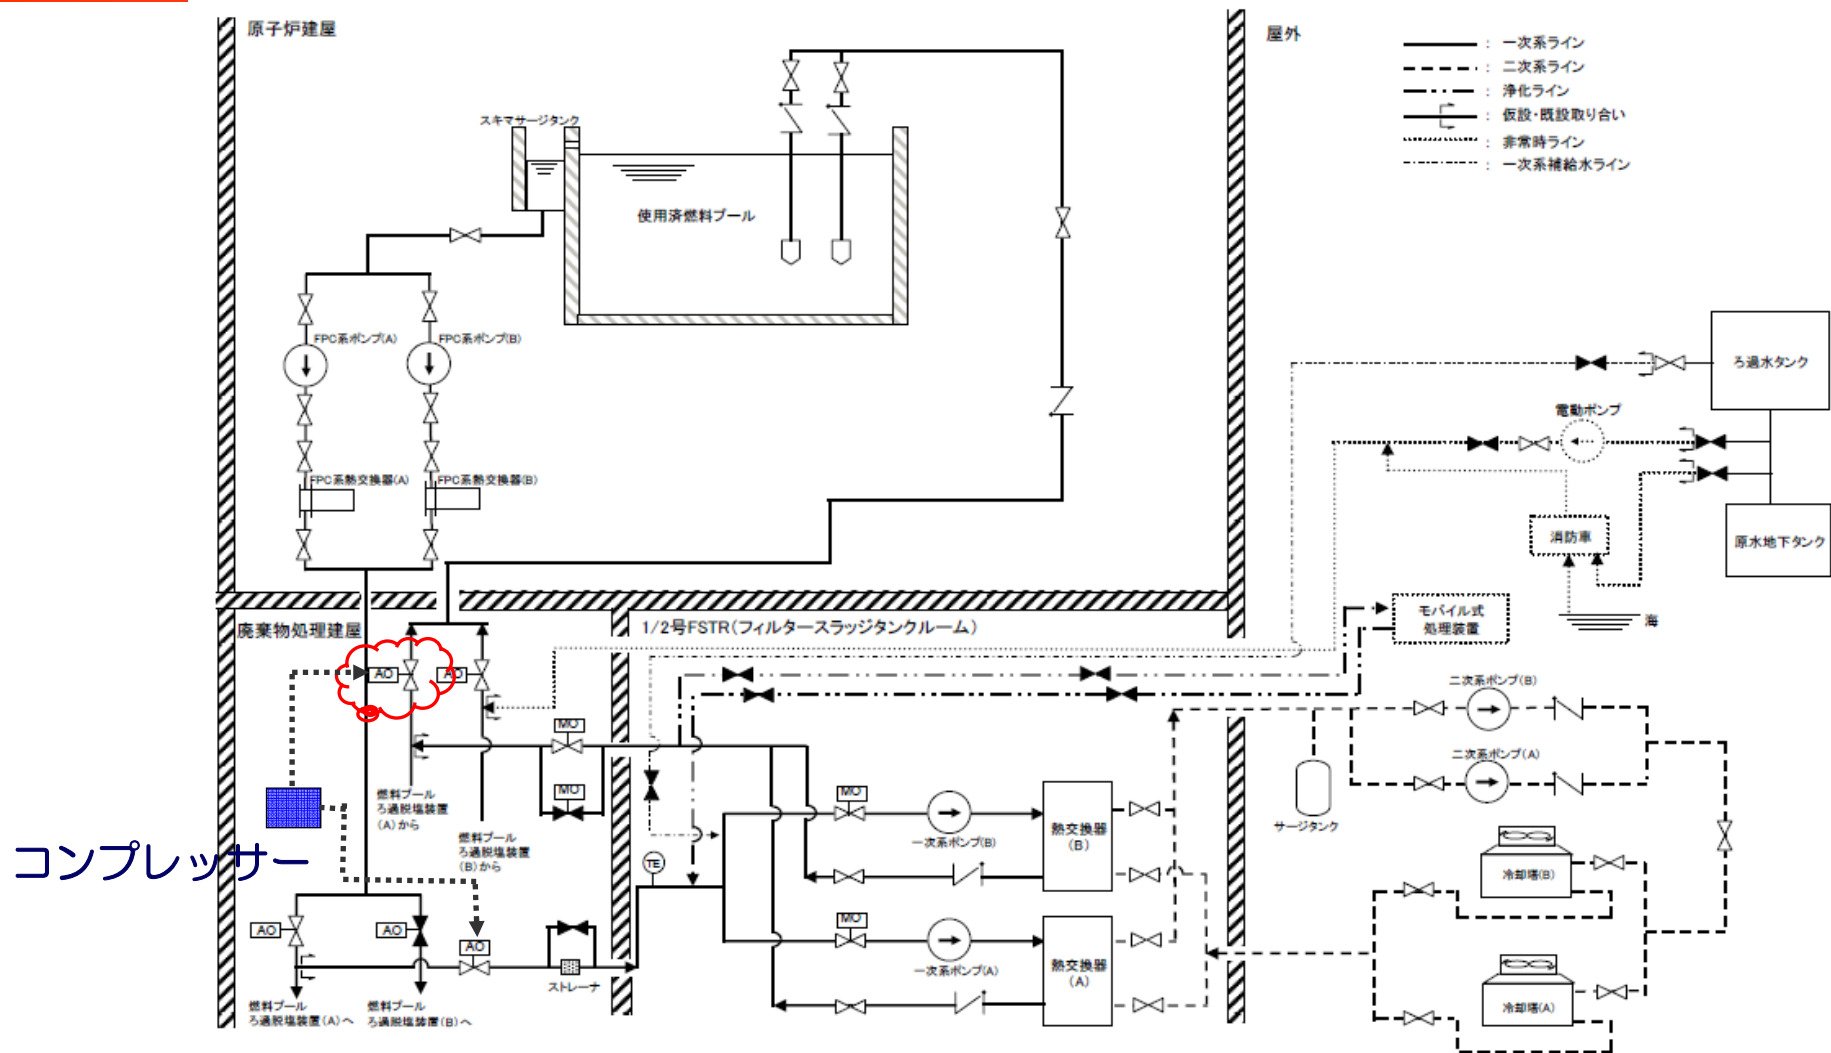 原子炉建屋
屋外
: 一次系ライン
: 二次系ライン
: 浄化ライン
: 仮設・既設取り合い
: 非常時ライン
: 一次系補給水ライン
スキマサージタンク
使用済燃料プール
FPC系ポンプ(A)
FPC系ポンプ(B)
ろ過水タンク
電動ポンプ
FPC系熱交換器(A)
FPC系熱交換器(B)
消防車
原水地下タンク
海
モバイル式
処理装置
廃棄物処理建屋
1/2号FSTR(フィルタースラッジタンクルーム)
AO
AO
二次系ポンプ(B)
MO
二次系ポンプ(A)
MO
MO
燃料プール
ろ過脱塩装置
(A)から
燃料プール
ろ過脱塩装置
(B)から
サージタンク
一次系ポンプ(B)
熱交換器
(B)
コンプレッサー
TE
冷却塔(B)
MO
AO
AO
AO
一次系ポンプ(A)
熱交換器
(A)
ストレーナ
冷却塔(A)
燃料プール
ろ過脱塩装置(A)へ
燃料プール
ろ過脱塩装置(B)へ